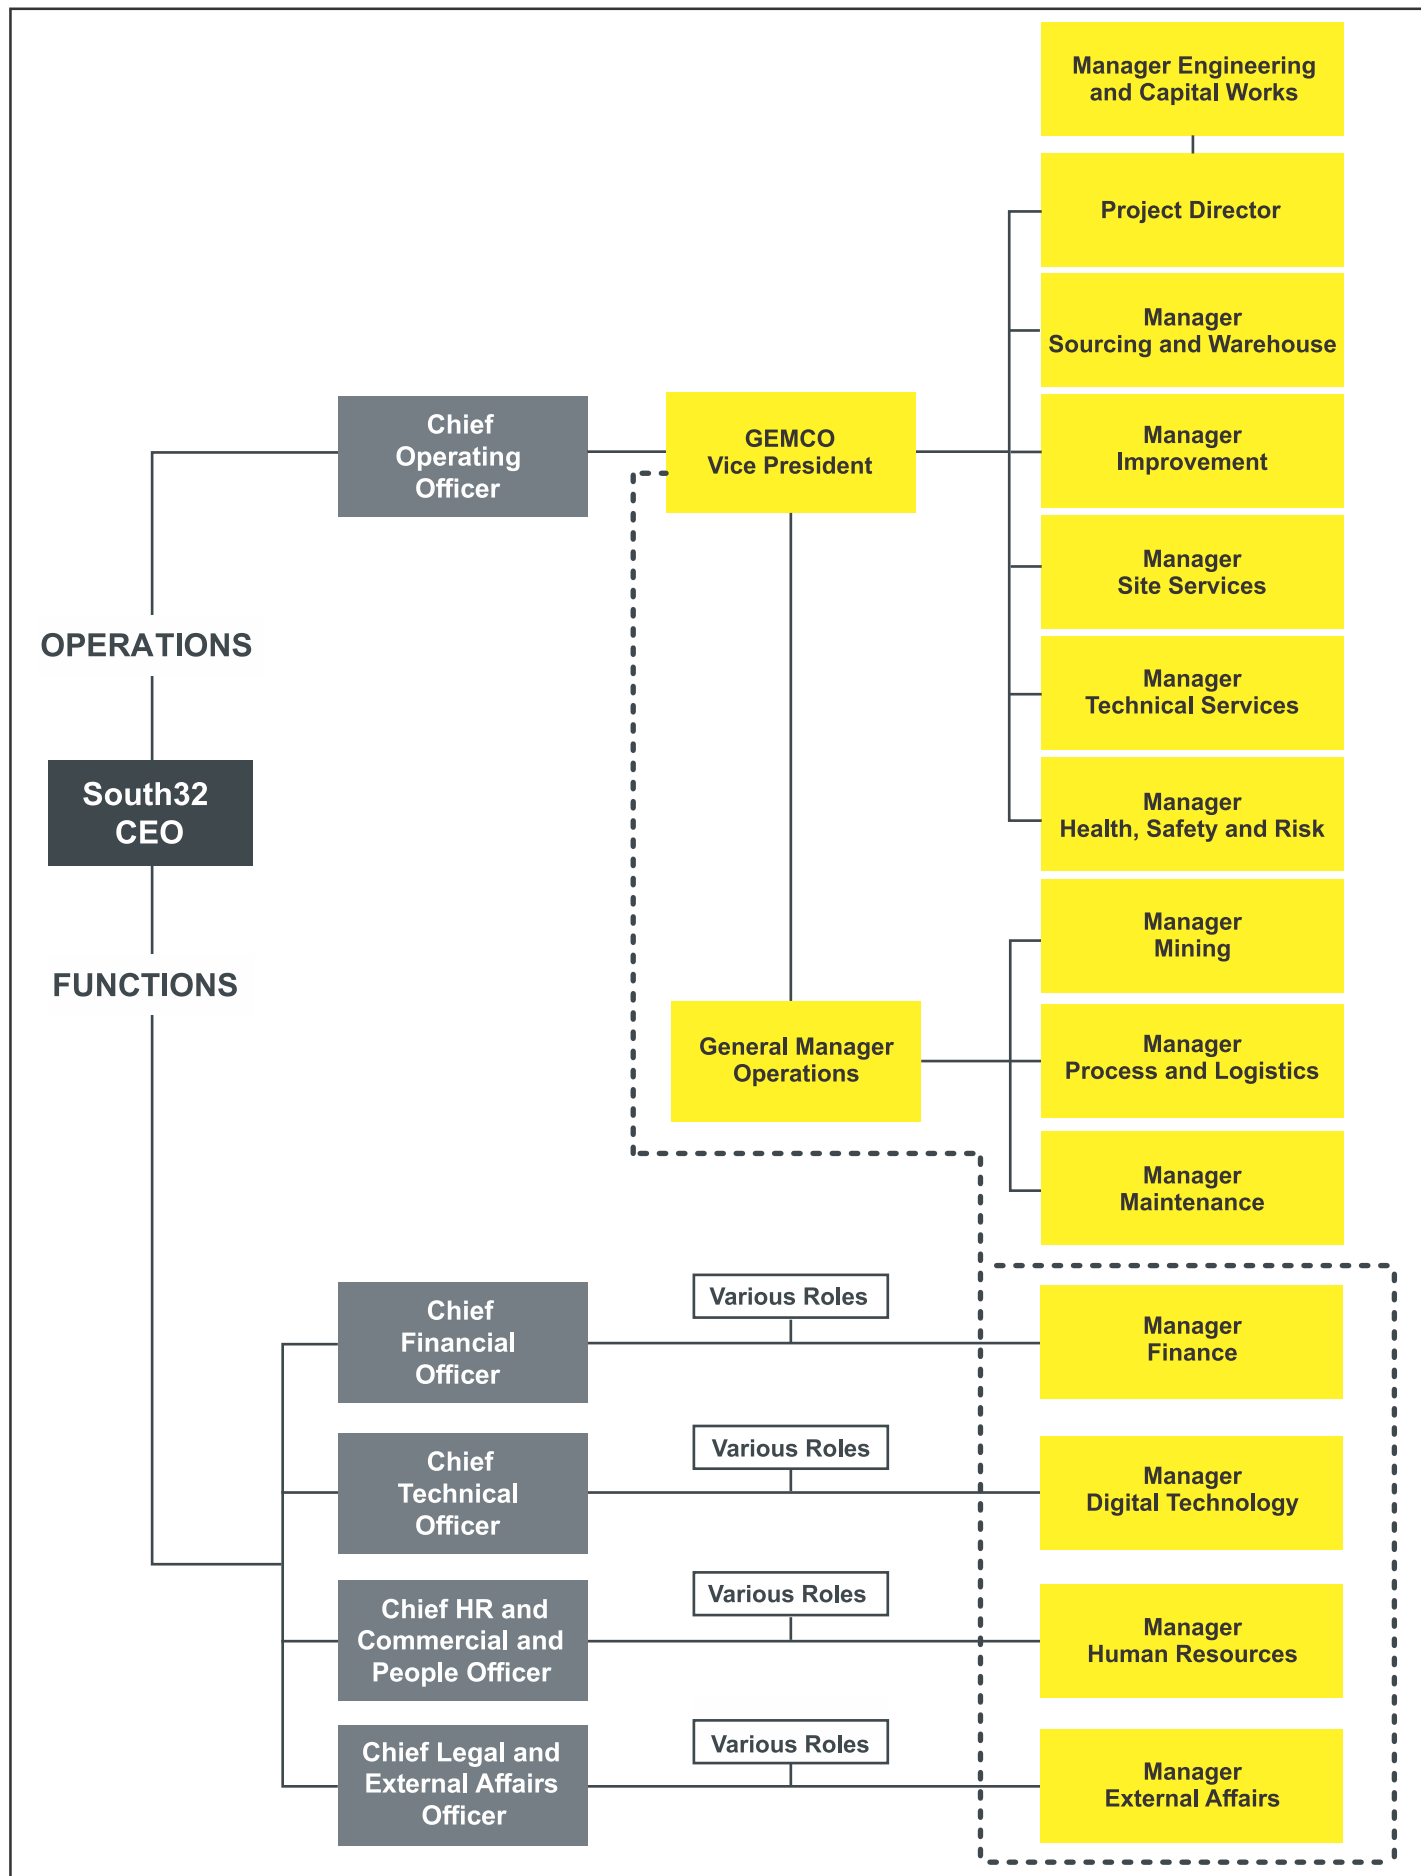 Manager Engineering
and Capital Works
Project Director
Manager
Sourcing and Warehouse
Chief
Operating
Officer
GEMCO
Vice President
Manager
Improvement
Manager
Site Services
OPERATIONS
Manager
Technical Services
South32
CEO
Manager
Health, Safety and Risk
FUNCTIONS
Manager
Mining
General Manager
Operations
Manager
Process and Logistics
Manager
Maintenance
Chief
Financial
Officer
Various Roles
Manager
Finance
Chief
Technical
Officer
Various Roles
Manager
Digital Technology
Chief HR and
Commercial and
People Officer
Various Roles
Manager
Human Resources
Chief Legal and
External Affairs
Officer
Various Roles
Manager
External Affairs